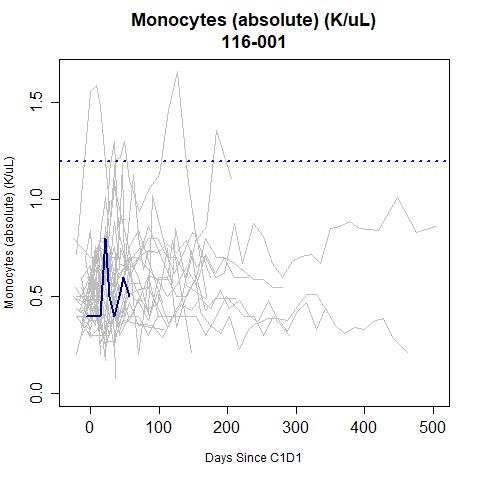 Monocytes (absolute) (K/uL)
116-001
Monocytes (absolute) (K/uL)
1.5
1.0
0.5
0.0
0 100 200 300 400 500
Days Since C1D1